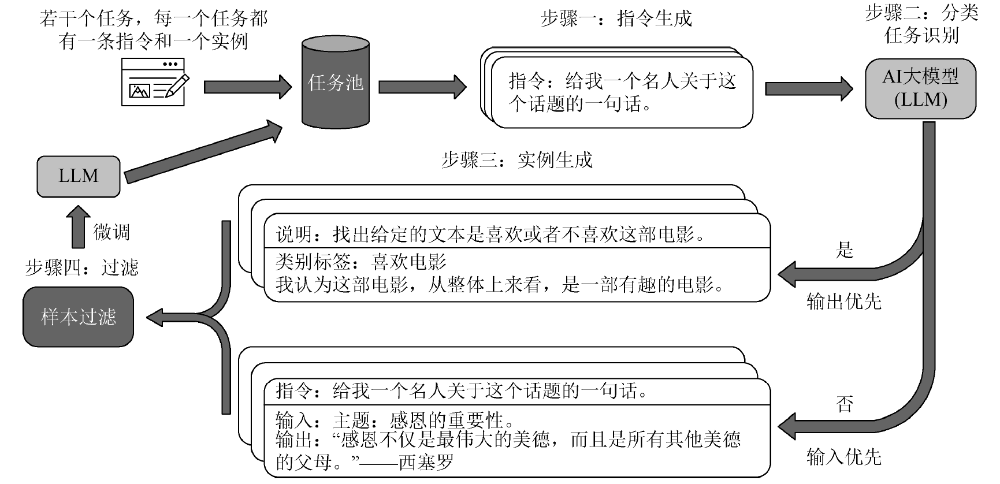 若干个任务，每一个任务都
有一条指令和一个实例
任务池
步骤一：指令生成
指令：给我一个名人关于这
个话题的一句话。
步骤二：分类
任务识别
AI大模型
(LLM)
步骤三：实例生成
说明：找出给定的文本是喜欢或者不喜欢这部电影。
类别标签：喜欢电影
我认为这部电影，从整体上来看，是一部有趣的电影。
是
输出优先
指令：给我一个名人关于这个话题的一句话。
输入：主题：感恩的重要性。
输出：“感恩不仅是最伟大的美德，而且是所有其他美德
的父母。”——西塞罗
否
输入优先
步骤四：过滤
样本过滤
微调
LLM